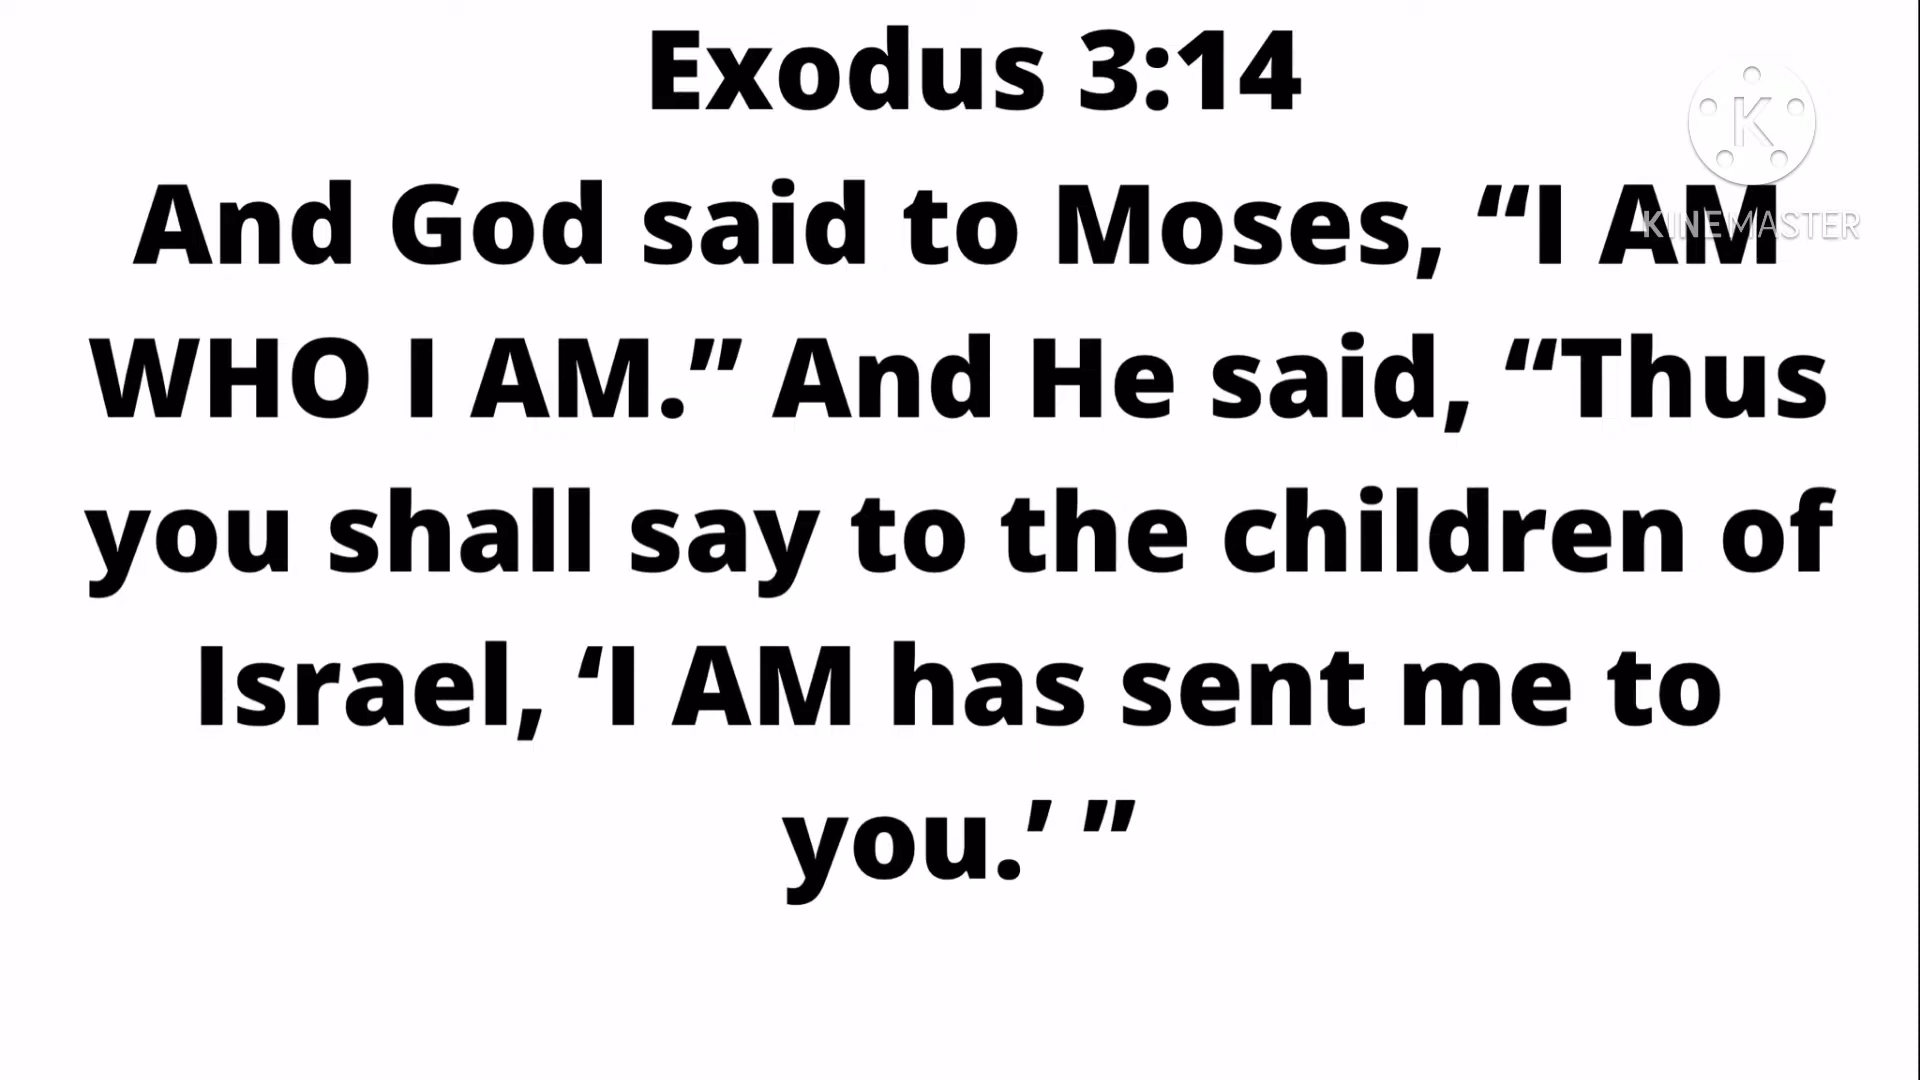 Exodus 3:14
And God said to Moses, “I AM
WHO I AM.” And He said, “Thus
you shall say to the children of
Israel, ‘I AM has sent me to
you.’ ”
K
KINEMASTER